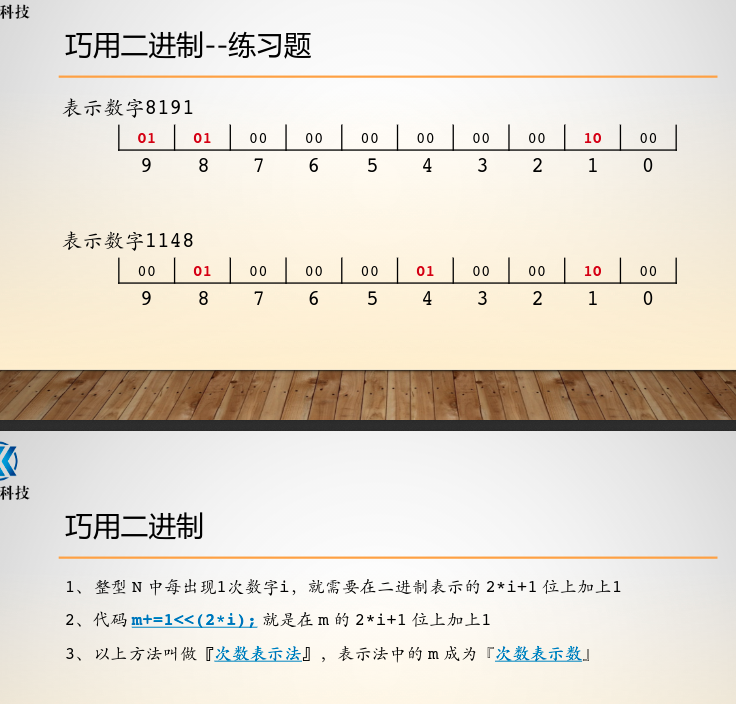 科技
巧用二进制--练习题
表示数字8191
01 01 00 00 00 00 00 00 10 00
9 8 7 6 5 4 3 2 1 0
表示数字1148
00 01 00 00 00 01 00 00 10 00
9 8 7 6 5 4 3 2 1 0
科技
巧用二进制
1、整型 N 中每出现1次数字i，就需要在二进制表示的 2*i+1 位上加上1
2、代码 m+=1<<(2*i); 就是在 m 的 2*i+1 位上加上1
3、以上方法叫做『次数表示法』，表示法中的 m 成为『次数表示数』